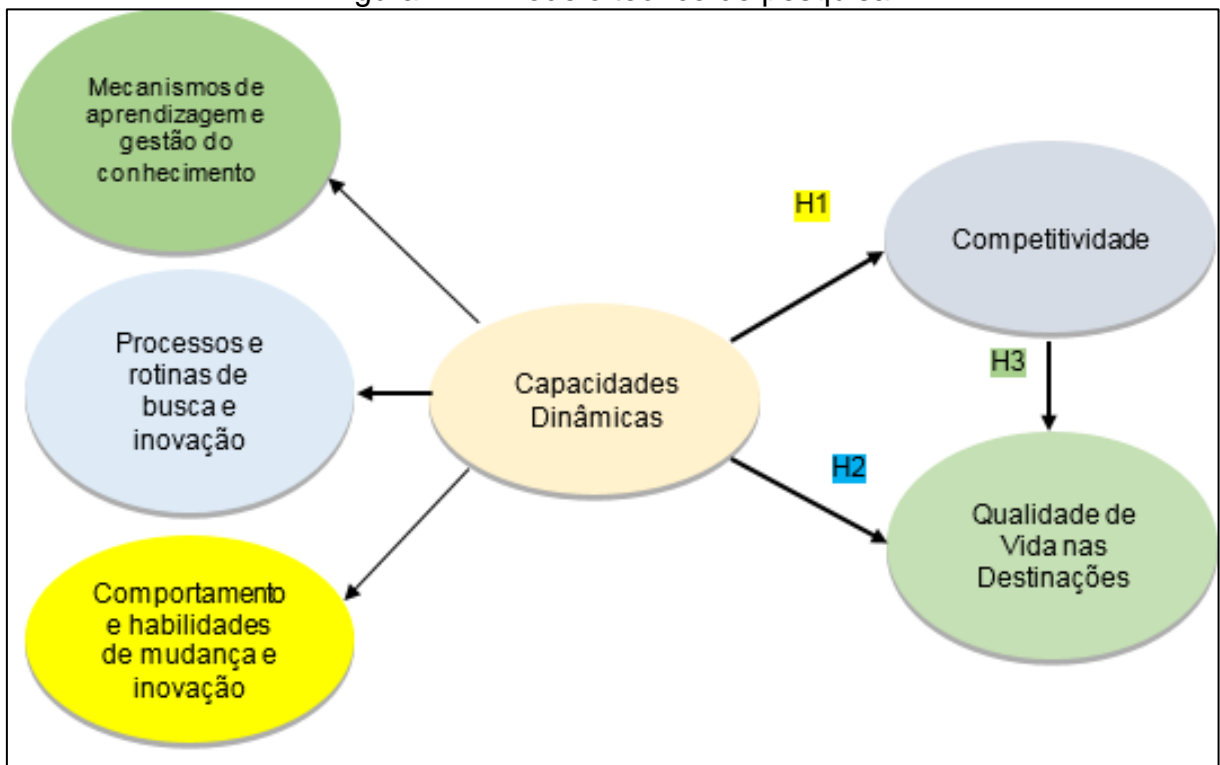 Mecanismos de
aprendizagem e
gestão do
conhecimento
H1
Competitividade
Processos e
rotinas de
busca e
inovação
Capacidades
Dinâmicas
H3
H2
Qualidade de
Vida nas
Destinações
Comportamento
e habilidades
de mudança e
inovação